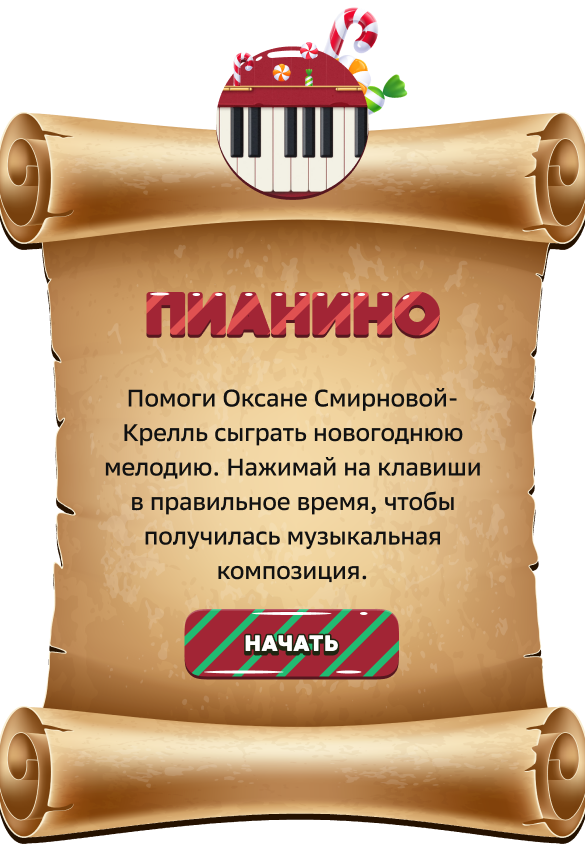 ПИАНИНО
Помоги Оксане Смирновой-
Крелль сыграть новогоднюю
мелодию. Нажимай на клавиши
в правильное время, чтобы
получилась музыкальная
композиция.
НАЧАТЬ